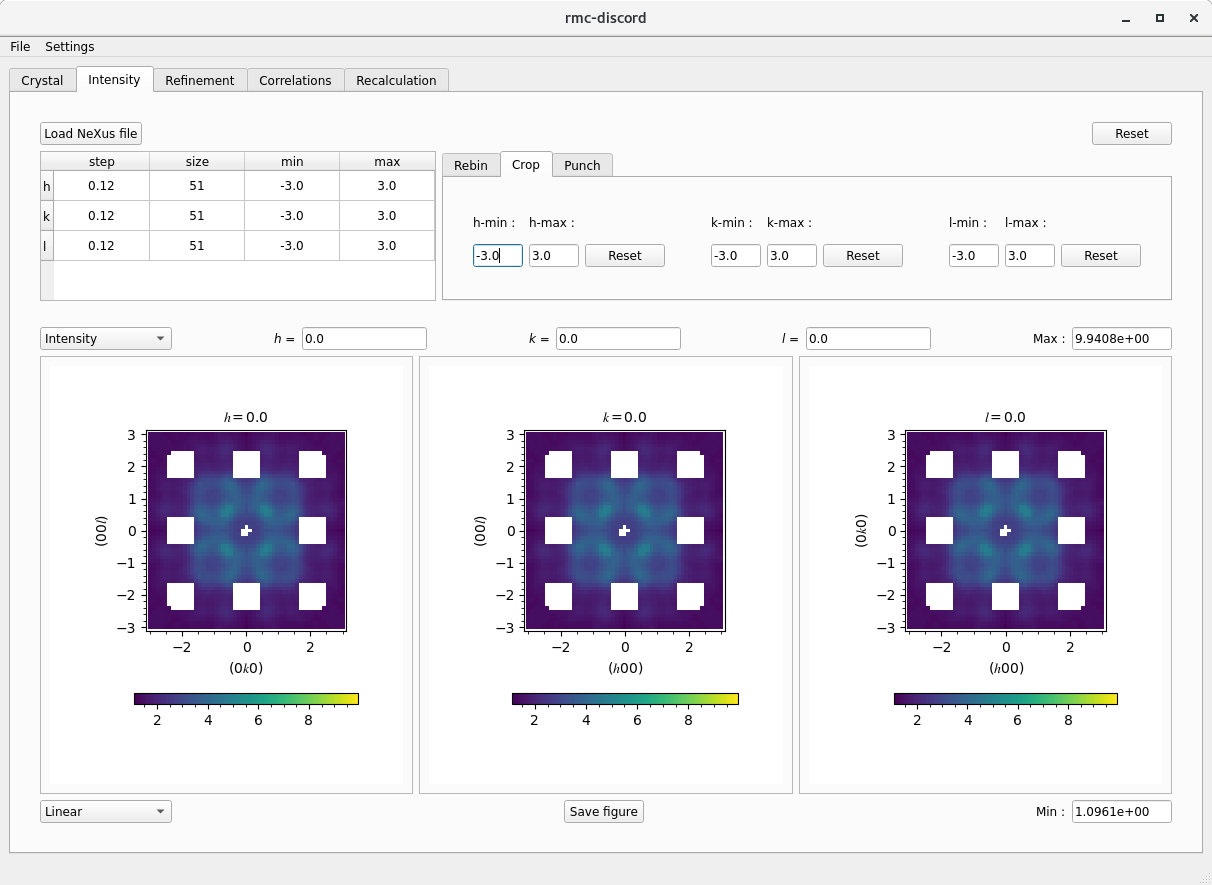 rmc-discord
File Settings
Crystal Intensity Refinement Correlations Recalculation
Load NeXus file Reset
step size min max
h 0.12 51 -3.0 3.0
k 0.12 51 -3.0 3.0
l 0.12 51 -3.0 3.0
Rebin Crop Punch
h-min : h-max : k-min : k-max : l-min : l-max :
-3.0 3.0 Reset -3.0 3.0 Reset -3.0 3.0 Reset
Intensity h = 0.0 k = 0.0 l = 0.0 Max : 9.9408e+00
h = 0.0
3
2
1
0
−1
−2
−3
(00l)
−2 0 2
(0k0)
2 4 6 8
k = 0.0
3
2
1
0
−1
−2
−3
(00l)
−2 0 2
(h00)
2 4 6 8
l = 0.0
3
2
1
0
−1
−2
−3
(0k0)
−2 0 2
(h00)
2 4 6 8
Linear Save figure Min : 1.0961e+00